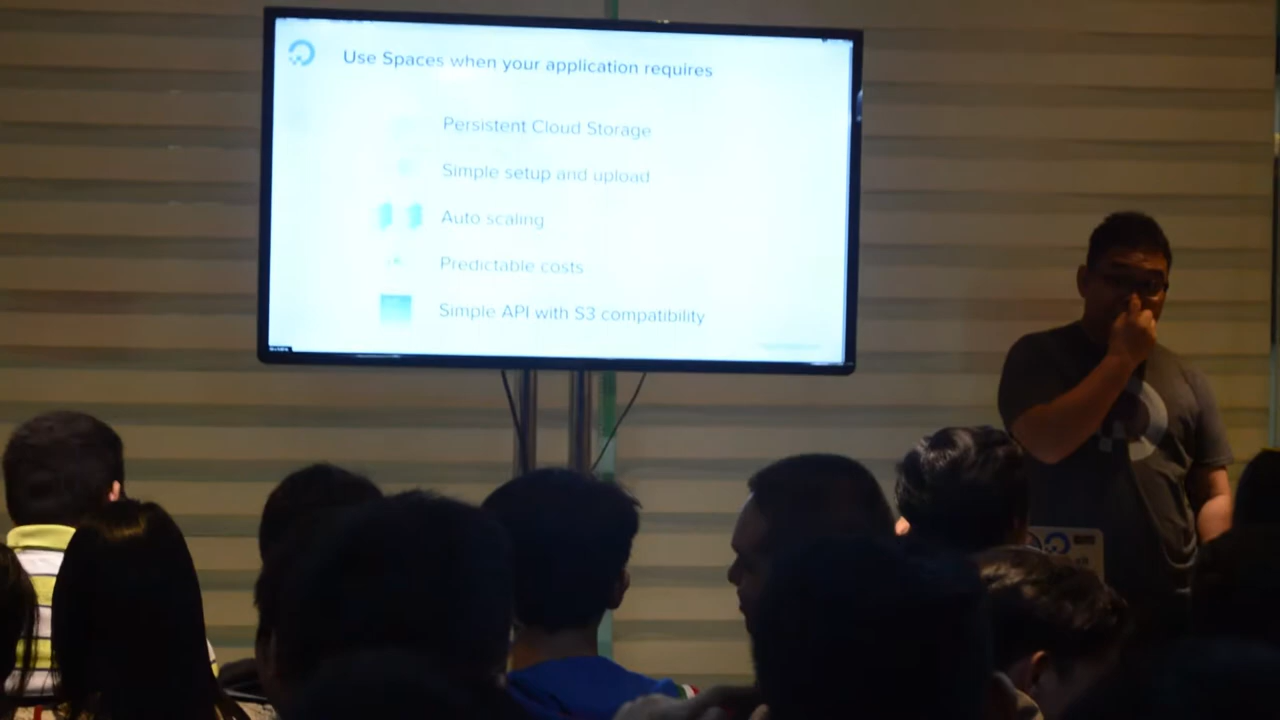 Use Spaces when your application requires
Persistent Cloud Storage
Simple setup and upload
Auto scaling
Predictable costs
Simple API with S3 compatibility